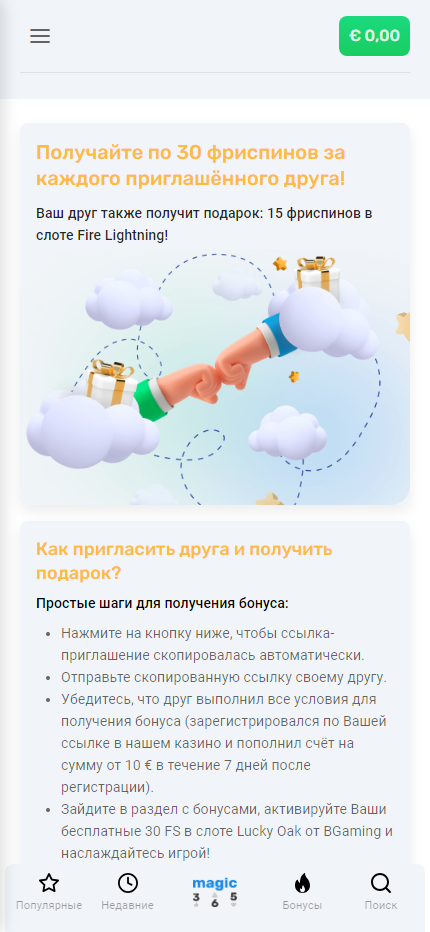 € 0,00
Получайте по 30 фриспинов за
каждого приглашённого друга!
Ваш друг также получит подарок: 15 фриспинов в
слоте Fire Lightning!
Как пригласить друга и получить
подарок?
Простые шаги для получения бонуса:
• Нажмите на кнопку ниже, чтобы ссылка-
приглашение скопировалась автоматически.
• Отправьте скопированную ссылку своему другу.
• Убедитесь, что друг выполнил все условия для
получения бонуса (зарегистрировался по Вашей
ссылке в нашем казино и пополнил счёт на
сумму от 10 € в течение 7 дней после
регистрации).
• Зайдите в раздел с бонусами, активируйте Ваши
бесплатные 30 FS в слоте Lucky Oak от BGaming и
наслаждайтесь игрой!
magic
3 6 5
Популярные Недавние Бонусы Поиск